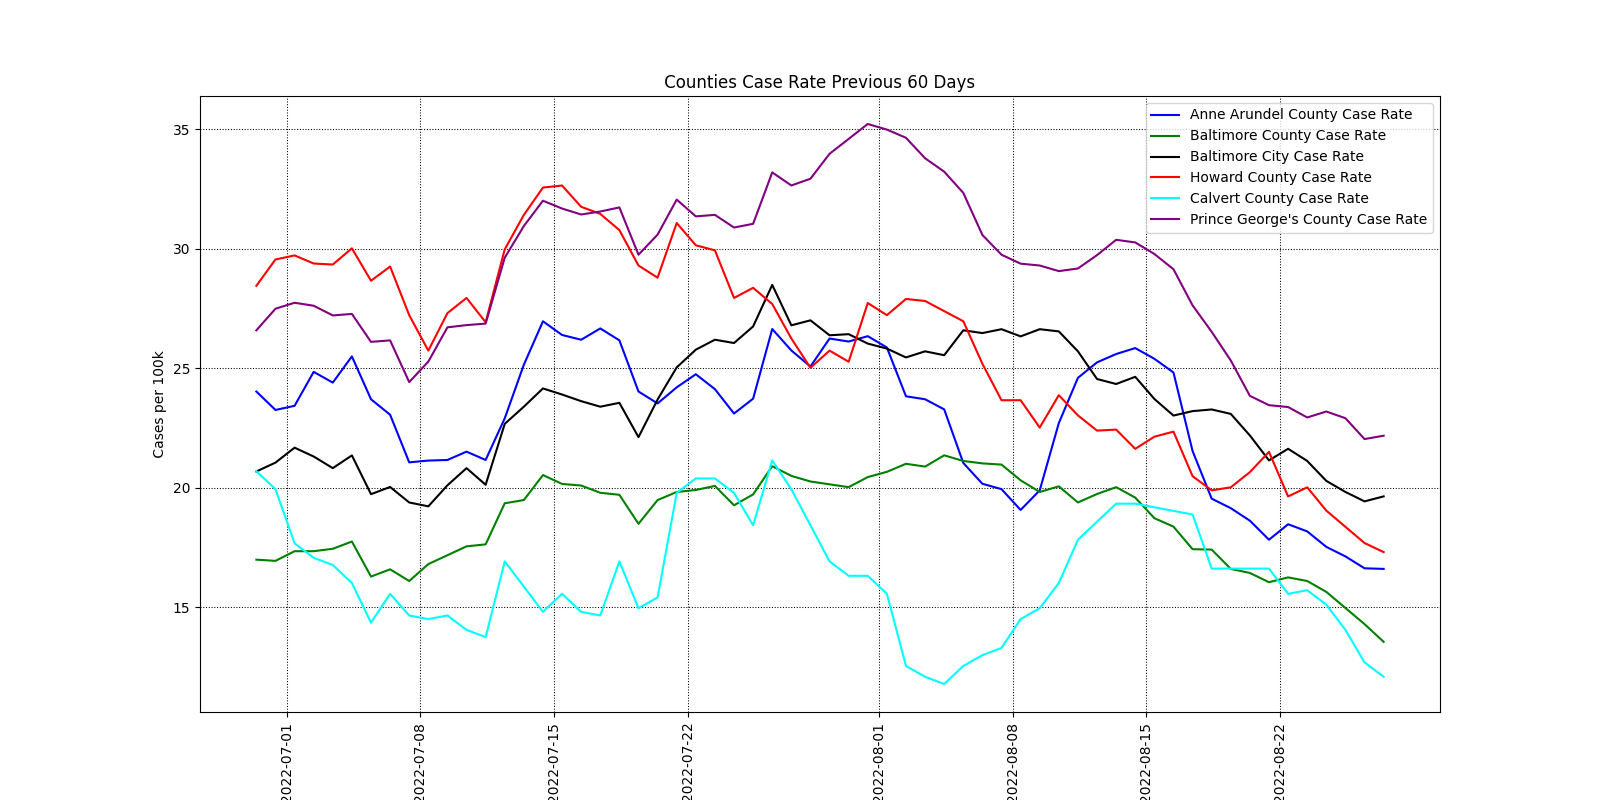 Counties Case Rate Previous 60 Days
Cases per 100k
35
30
25
20
15
Anne Arundel County Case Rate
Baltimore County Case Rate
Baltimore City Case Rate
Howard County Case Rate
Calvert County Case Rate
Prince George's County Case Rate
2022-07-01
2022-07-08
2022-07-15
2022-07-22
2022-08-01
2022-08-08
2022-08-15
2022-08-22